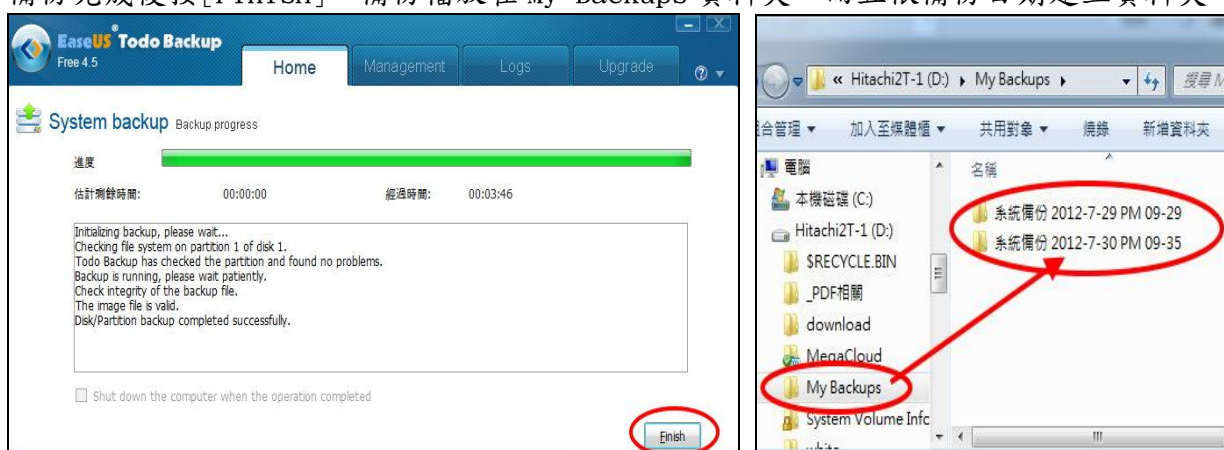 EaseUS® Todo Backup
Free 4.5
Home
Management
Logs
Upgrade
System backup Backup progress
進度
估計剩餘時間: 00:00:00 經過時間: 00:03:46
Initializing backup, please wait...
Checking file system on partition 1 of disk 1.
Todo Backup has checked the partition and found no problems.
Backup is running, please wait patiently.
Check integrity of the backup file.
The image file is valid.
Disk/Partition backup completed successfully.
Shut down the computer when the operation completed
Finish
« Hitachi2T-1 (D:) ▸ My Backups ▸
搜尋 M
合管理 ▼ 加入至媒體櫃 ▼ 共用對象 ▼ 燒錄 新增資料夾
電腦
本機磁碟 (C:)
Hitachi2T-1 (D:)
$RECYCLE.BIN
_PDF相關
download
MegaCloud
My Backups
System Volume Infc
名稱
系統備份 2012-7-29 PM 09-29
系統備份 2012-7-30 PM 09-35